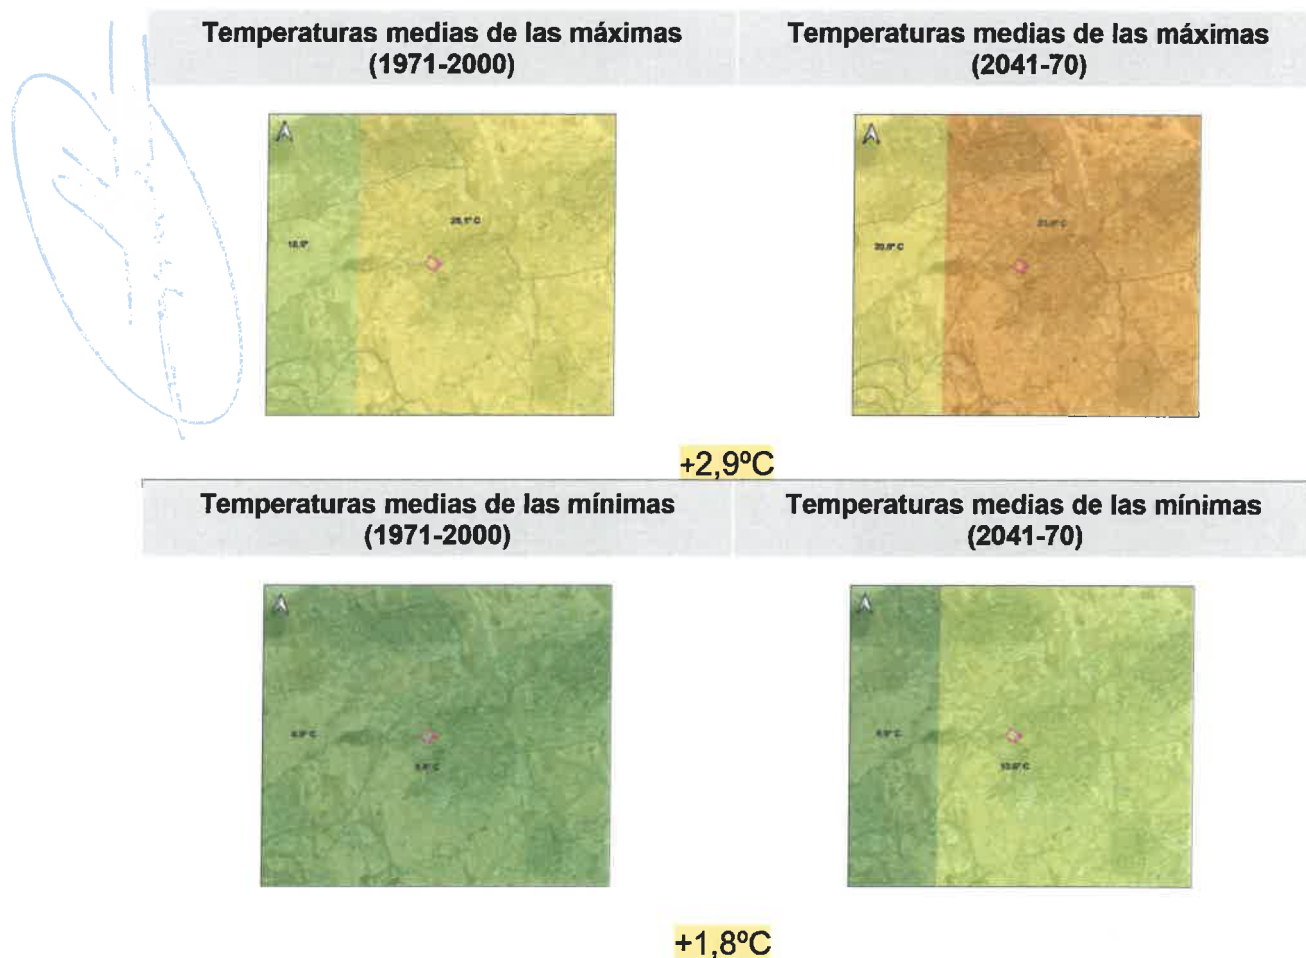 Temperaturas medias de las máximas
(1971-2000)
Temperaturas medias de las máximas
(2041-70)
+2,9ºC
Temperaturas medias de las mínimas
(1971-2000)
Temperaturas medias de las mínimas
(2041-70)
+1,8ºC